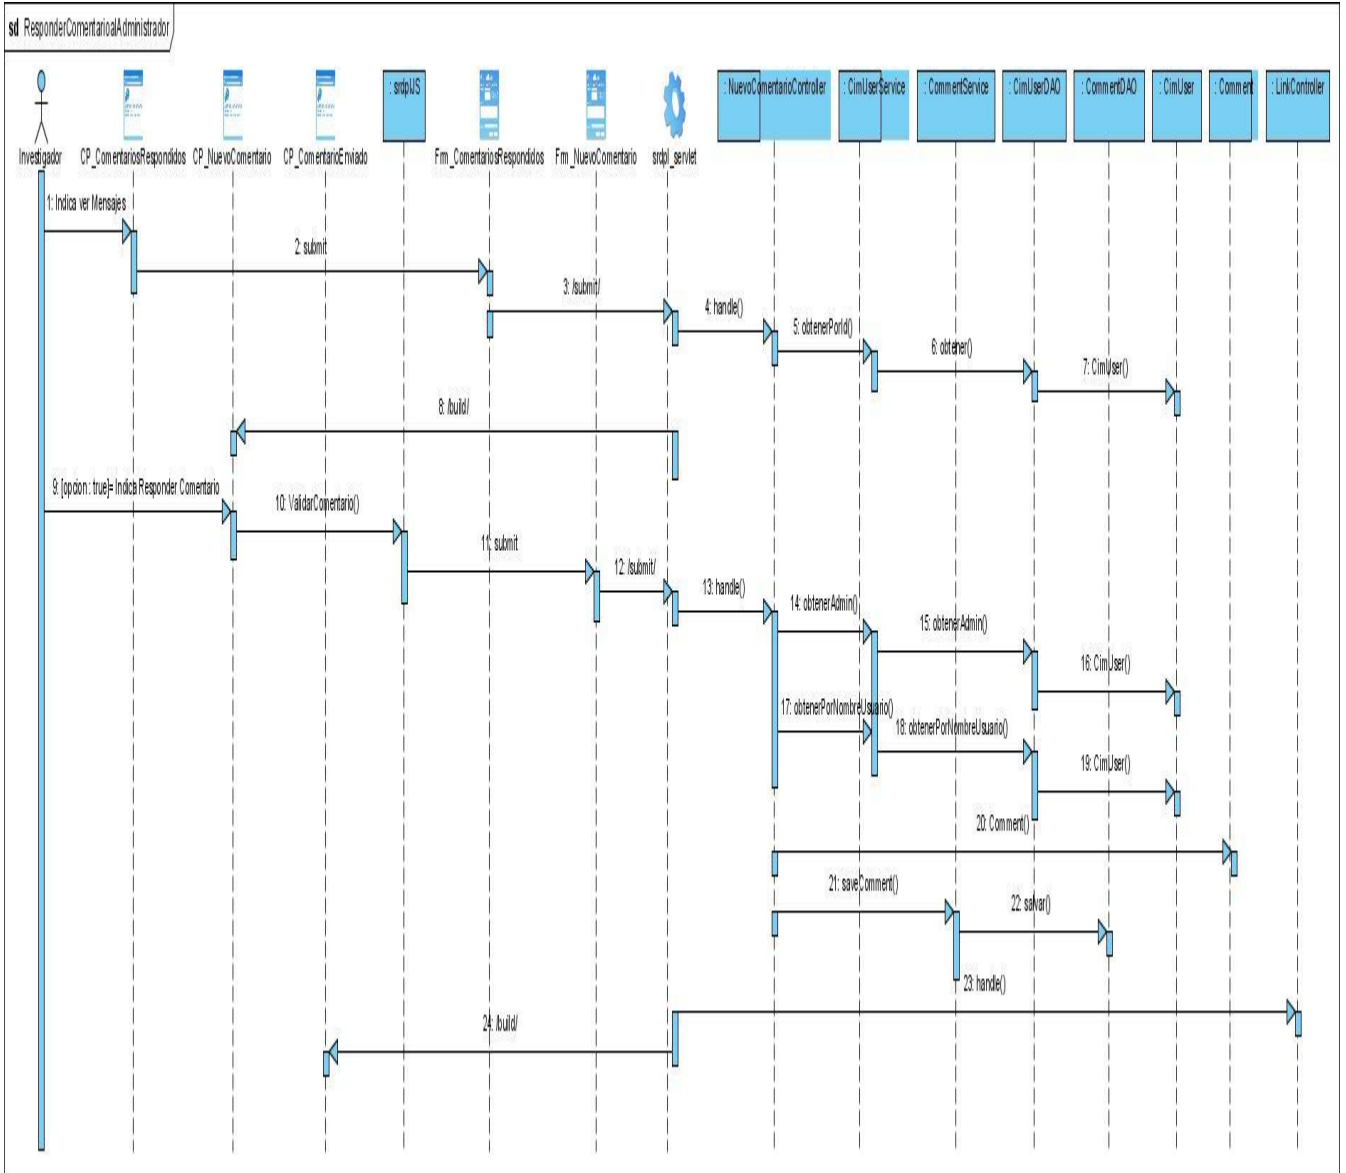 sd ResponderComentarioalAdministrador
: srdplJS
: NuevoComentarioController
: CimUserService
: CommentService
: CimUserDAO
: CommentDAO
: CimUser
: Comment
: LinkController
Investigador
CP_ComentariosRespondidos
CP_NuevoComentario
CP_ComentarioEnviado
Frm_ComentariosRespondidos
Frm_NuevoComentario
srdpl_servlet
1: Indica ver Mensajes
2: submit
3: /submit/
4: handle()
5: obtenerPorId()
6: obtener()
7: CimUser()
8: /build/
9: [opcion : true]= Indica Responder Comentario
10: ValidarComentario()
11: submit
12: /submit/
13: handle()
14: obtenerAdmin()
15: obtenerAdmin()
16: CimUser()
17: obtenerPorNombreUsuario()
18: obtenerPorNombreUsuario()
19: CimUser()
20: Comment()
21: saveComment()
22: salvar()
23: handle()
24: /build/